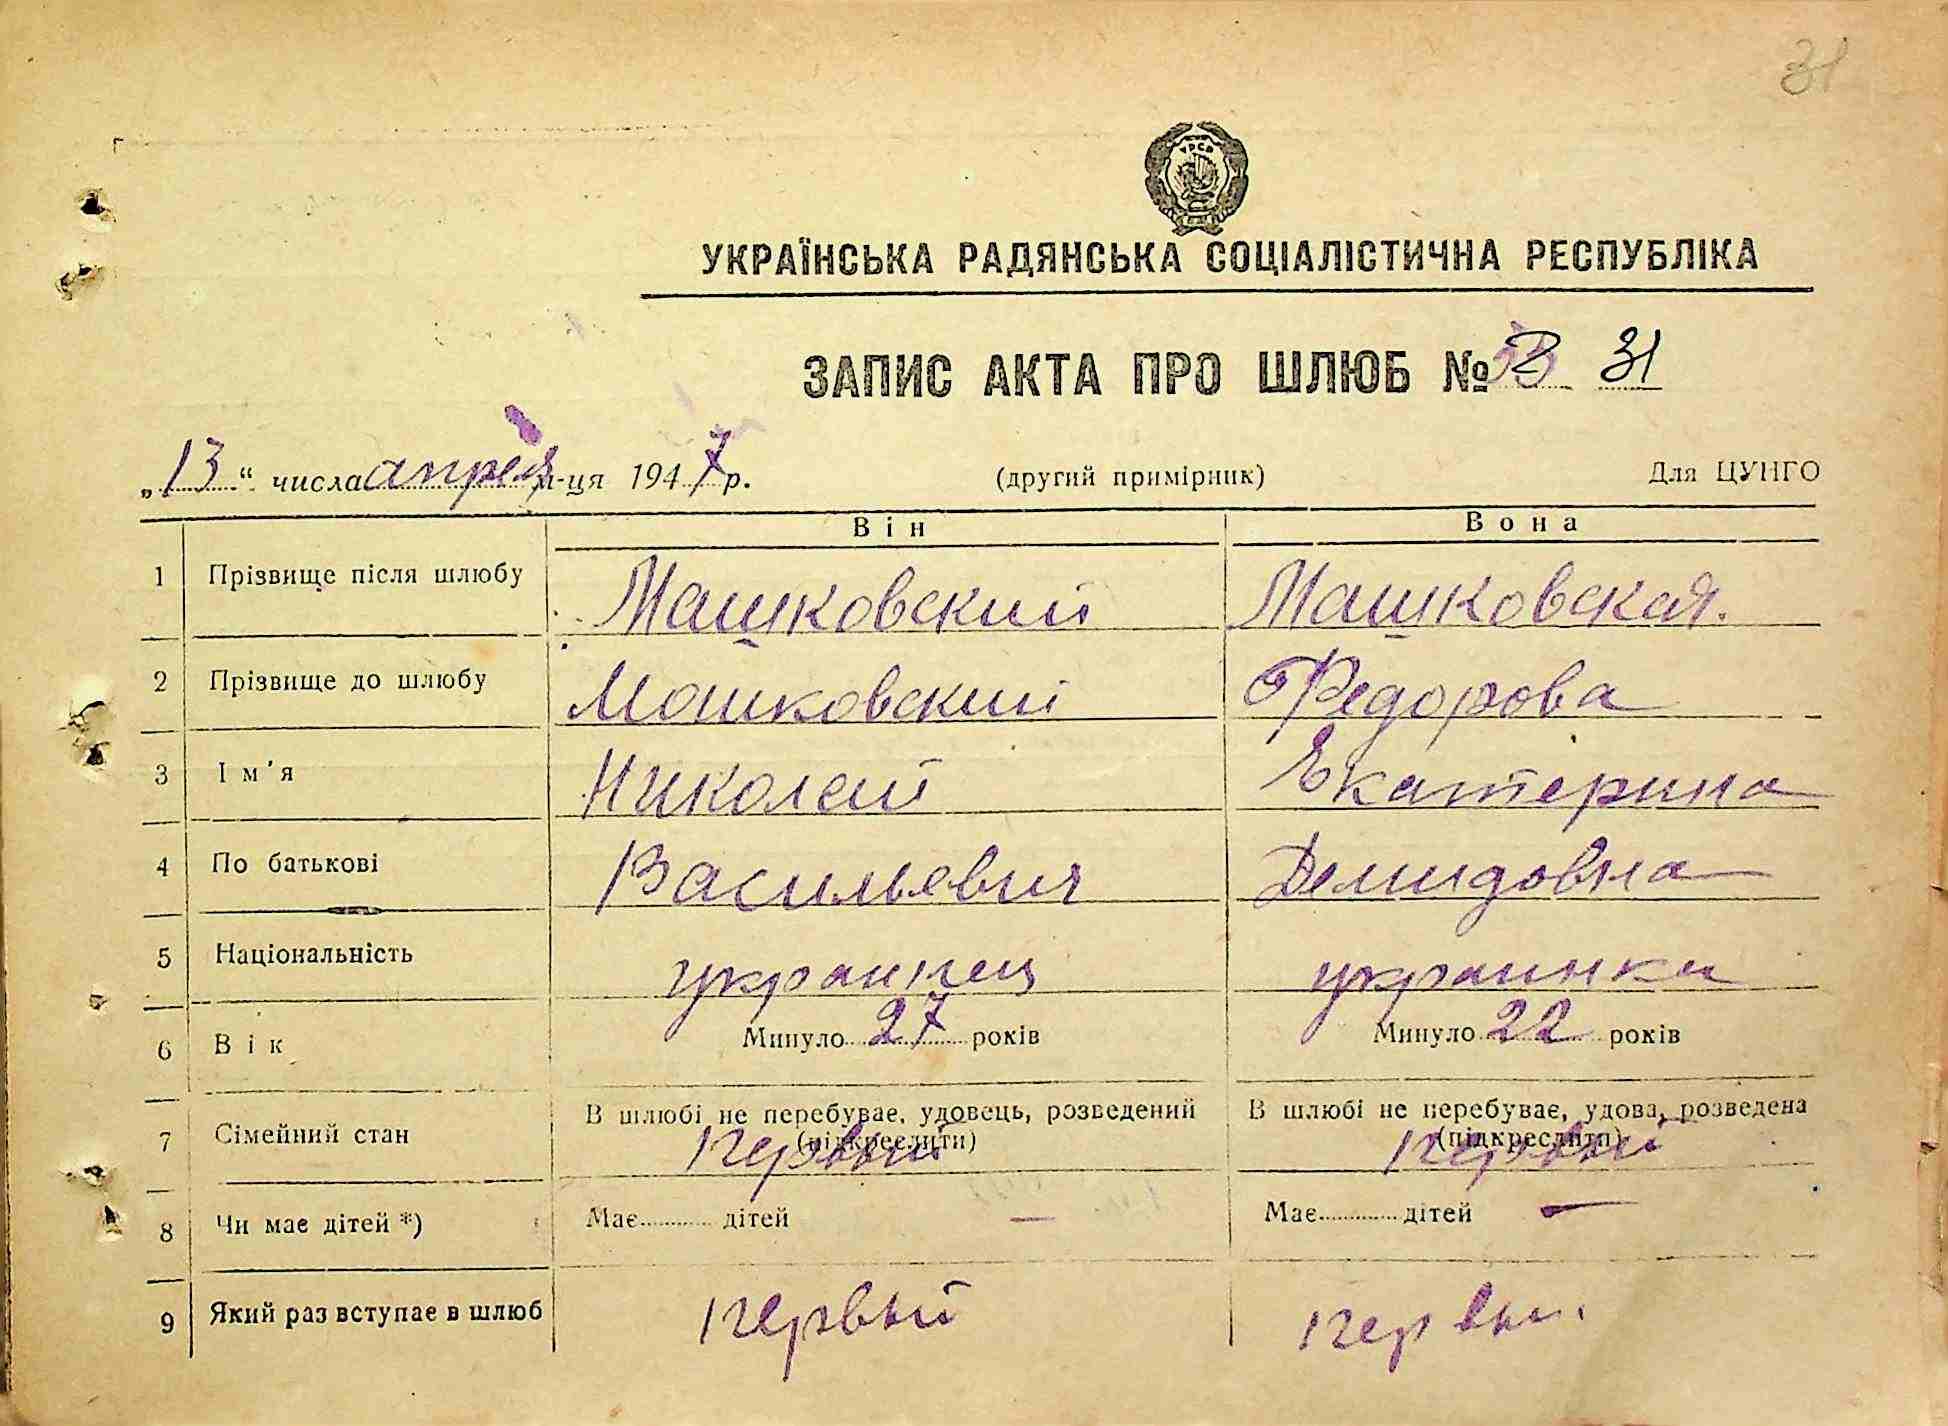 31
УКРАЇНСЬКА РАДЯНСЬКА СОЦІАЛІСТИЧНА РЕСПУБЛІКА
ЗАПИС АКТА ПРО ШЛЮБ № 31
„13“ числа апреля м-ця 1947 р. (другий примірник) Для ЦУНГО
Він Вона
1 Прізвище після шлюбу Машковский Машковская.
2 Прізвище до шлюбу Машковский Федорова
3 Ім'я Николай Екатерина
4 По батькові Васильевич Демидовна
5 Національність украинец украинка
6 Вік Минуло 27 років Минуло 22 років
7 Сімейний стан В шлюбі не перебуває, удовець, розведений В шлюбі не перебуває, удова, розведена
(підкреслити) (підкреслити)
первый первый
8 Чи має дітей *) Має дітей — Має дітей —
9 Який раз вступає в шлюб первый первый